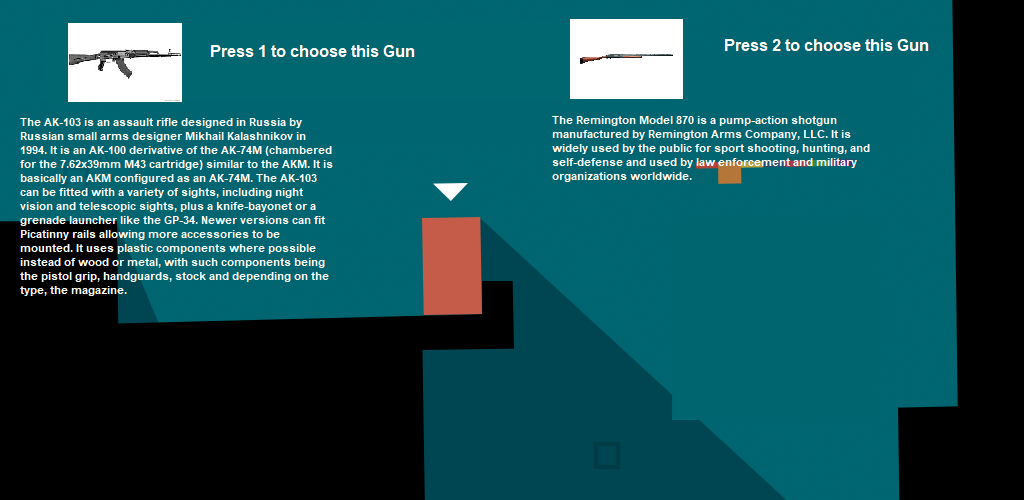 Press 1 to choose this Gun
The AK-103 is an assault rifle designed in Russia by
Russian small arms designer Mikhail Kalashnikov in
1994. It is an AK-100 derivative of the AK-74M (chambered
for the 7.62x39mm M43 cartridge) similar to the AKM. It is
basically an AKM configured as an AK-74M. The AK-103
can be fitted with a variety of sights, including night
vision and telescopic sights, plus a knife-bayonet or a
grenade launcher like the GP-34. Newer versions can fit
Picatinny rails allowing more accessories to be
mounted. It uses plastic components where possible
instead of wood or metal, with such components being
the pistol grip, handguards, stock and depending on the
type, the magazine.
Press 2 to choose this Gun
The Remington Model 870 is a pump-action shotgun
manufactured by Remington Arms Company, LLC. It is
widely used by the public for sport shooting, hunting, and
self-defense and used by law enforcement and military
organizations worldwide.